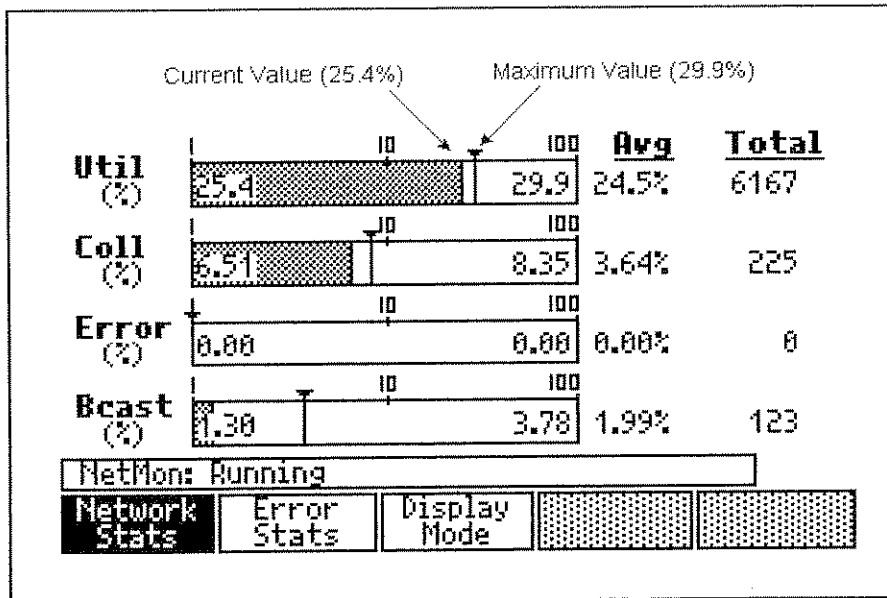 Current Value (25.4%) Maximum Value (29.9%)
1 10 100 Avg Total
Util (%) 25.4 29.9 24.5% 6167
1 10 100
Coll (%) 6.51 8.35 3.64% 225
1 10 100
Error (%) 0.00 0.00 0.00% 0
1 10 100
Bcast (%) 1.30 3.78 1.99% 123
NetMon: Running
Network Stats Error Stats Display Mode